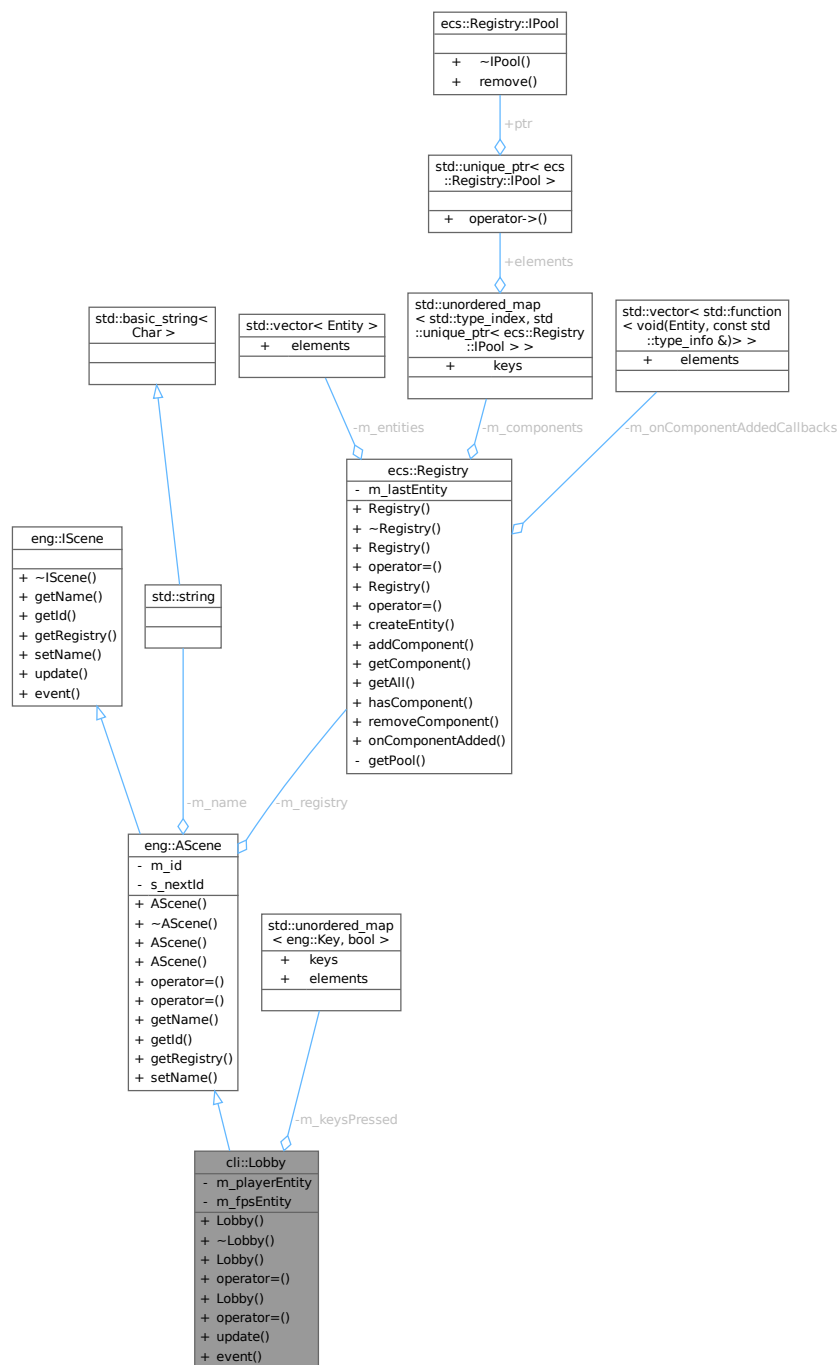 ecs::Registry::IPool
+ ~IPool()
+ remove()
+ptr
std::unique_ptr< ecs
::Registry::IPool >
+ operator->()
+elements
std::unordered_map
< std::type_index, std
::unique_ptr< ecs::Registry
::IPool > >
+ keys
std::vector< std::function
< void(Entity, const std
::type_info &)> >
+ elements
std::basic_string<
Char >
std::vector< Entity >
+ elements
-m_entities
-m_components
-m_onComponentAddedCallbacks
ecs::Registry
- m_lastEntity
+ Registry()
+ ~Registry()
+ Registry()
+ operator=()
+ Registry()
+ operator=()
+ createEntity()
+ addComponent()
+ getComponent()
+ getAll()
+ hasComponent()
+ removeComponent()
+ onComponentAdded()
- getPool()
eng::IScene
+ ~IScene()
+ getName()
+ getId()
+ getRegistry()
+ setName()
+ update()
+ event()
std::string
-m_name
-m_registry
eng::AScene
- m_id
- s_nextId
+ AScene()
+ ~AScene()
+ AScene()
+ AScene()
+ operator=()
+ operator=()
+ getName()
+ getId()
+ getRegistry()
+ setName()
std::unordered_map
< eng::Key, bool >
+ keys
+ elements
-m_keysPressed
cli::Lobby
- m_playerEntity
- m_fpsEntity
+ Lobby()
+ ~Lobby()
+ Lobby()
+ operator=()
+ Lobby()
+ operator=()
+ update()
+ event()